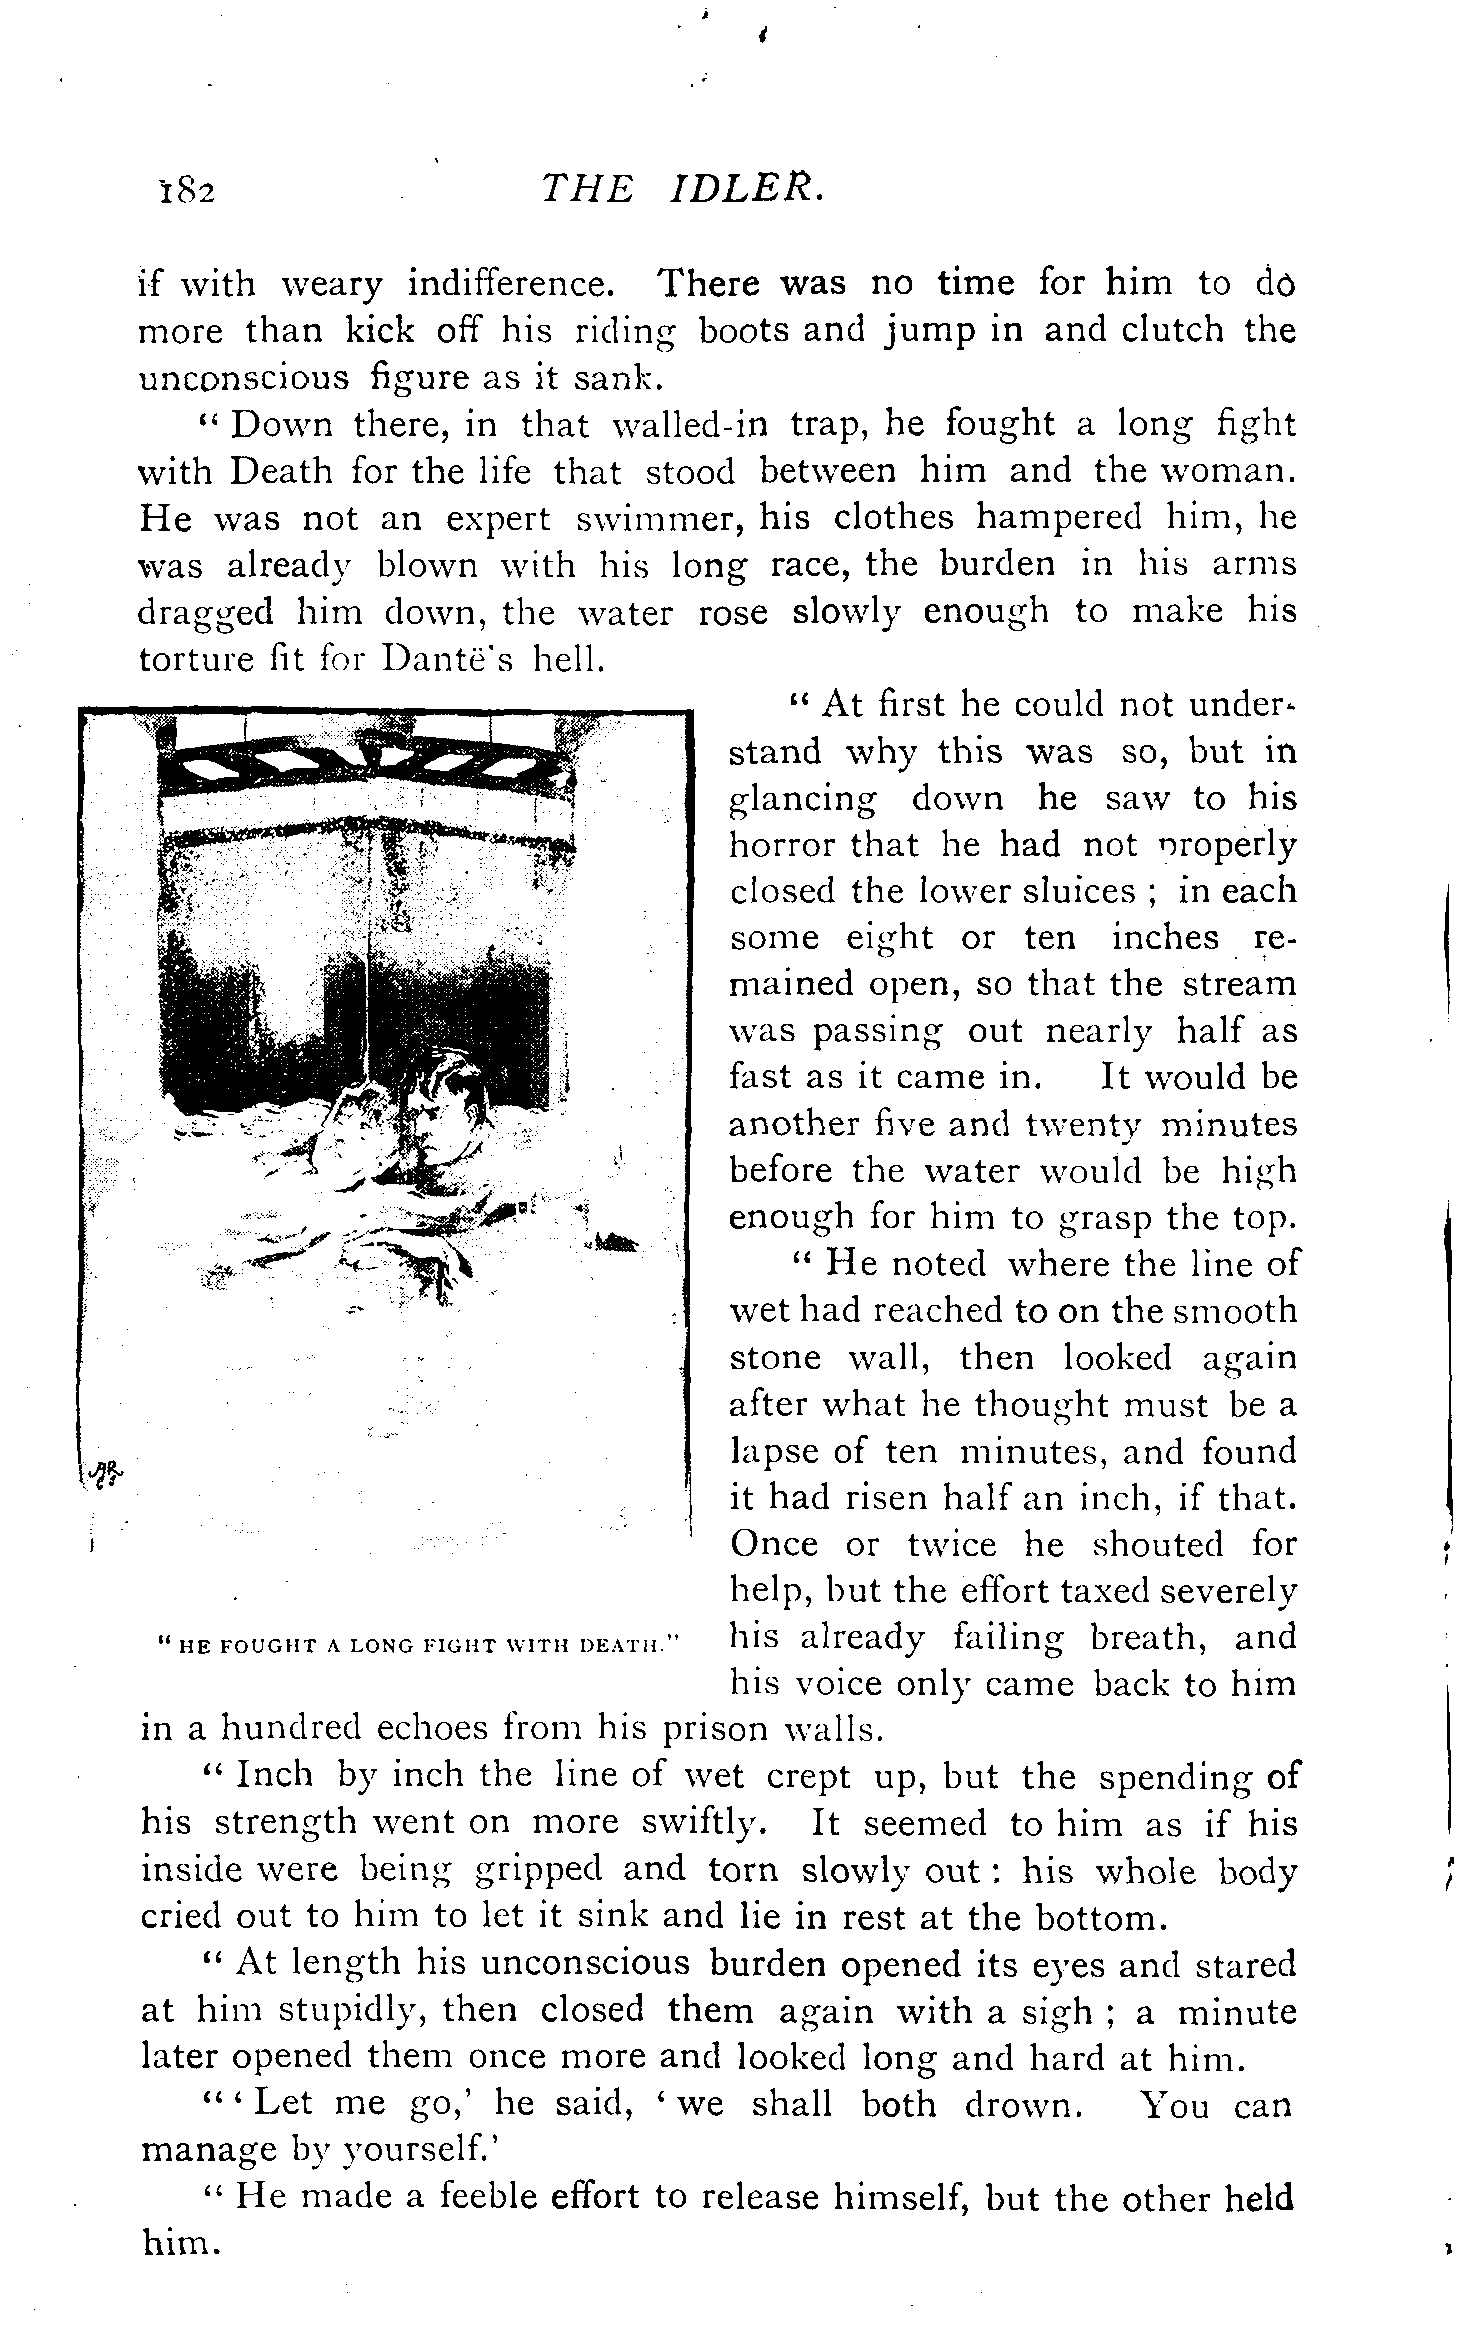 182 THE IDLER.
if with weary indifference. There was no time for him to do
more than kick off his riding boots and jump in and clutch the
unconscious figure as it sank.
“ Down there, in that walled-in trap, he fought a long fight
with Death for the life that stood between him and the woman.
He was not an expert swimmer, his clothes hampered him, he
was already blown with his long race, the burden in his arms
dragged him down, the water rose slowly enough to make his
torture fit for Dantë's hell.
“ At first he could not under-
stand why this was so, but in
glancing down he saw to his
horror that he had not properly
closed the lower sluices ; in each
some eight or ten inches re-
mained open, so that the stream
was passing out nearly half as
fast as it came in. It would be
another five and twenty minutes
before the water would be high
enough for him to grasp the top.
“ He noted where the line of
wet had reached to on the smooth
stone wall, then looked again
after what he thought must be a
lapse of ten minutes, and found
it had risen half an inch, if that.
Once or twice he shouted for
help, but the effort taxed severely
his already failing breath, and
his voice only came back to him
“ HE FOUGHT A LONG FIGHT WITH DEATH.”
in a hundred echoes from his prison walls.
“ Inch by inch the line of wet crept up, but the spending of
his strength went on more swiftly. It seemed to him as if his
inside were being gripped and torn slowly out : his whole body
cried out to him to let it sink and lie in rest at the bottom.
“ At length his unconscious burden opened its eyes and stared
at him stupidly, then closed them again with a sigh ; a minute
later opened them once more and looked long and hard at him.
“ ‘ Let me go,’ he said, ‘ we shall both drown. You can
manage by yourself.’
“ He made a feeble effort to release himself, but the other held
him.